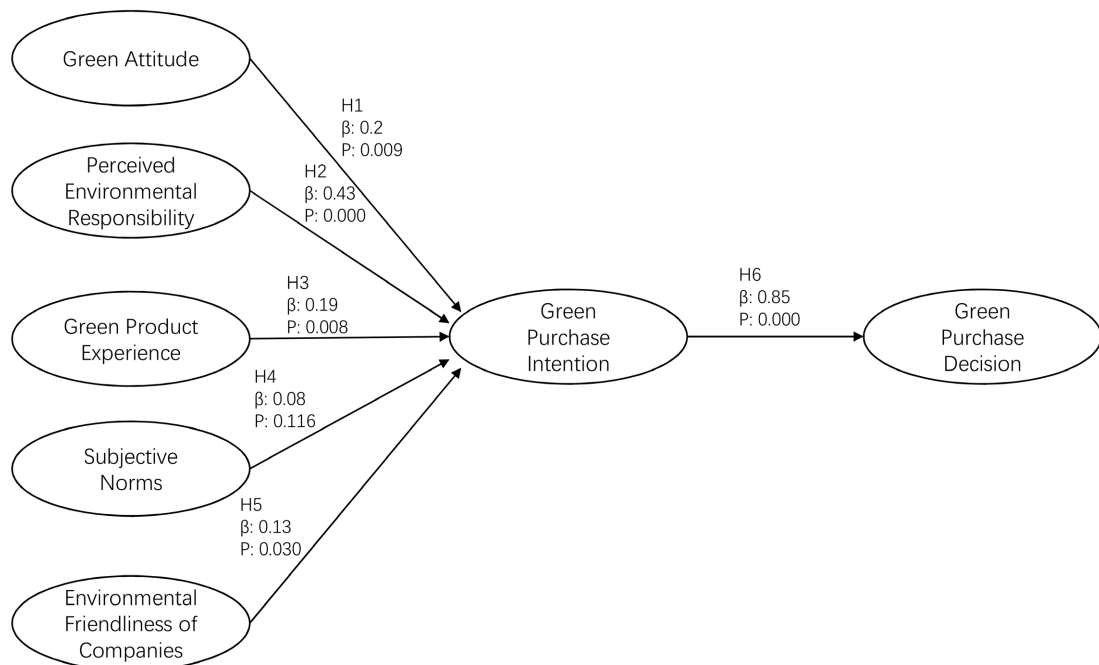 Green Attitude
H1
β: 0.2
P: 0.009
Perceived
Environmental
Responsibility
H2
β: 0.43
P: 0.000
Green Product
Experience
H3
β: 0.19
P: 0.008
Subjective
Norms
H4
β: 0.08
P: 0.116
Environmental
Friendliness of
Companies
H5
β: 0.13
P: 0.030
Green
Purchase
Intention
H6
β: 0.85
P: 0.000
Green
Purchase
Decision